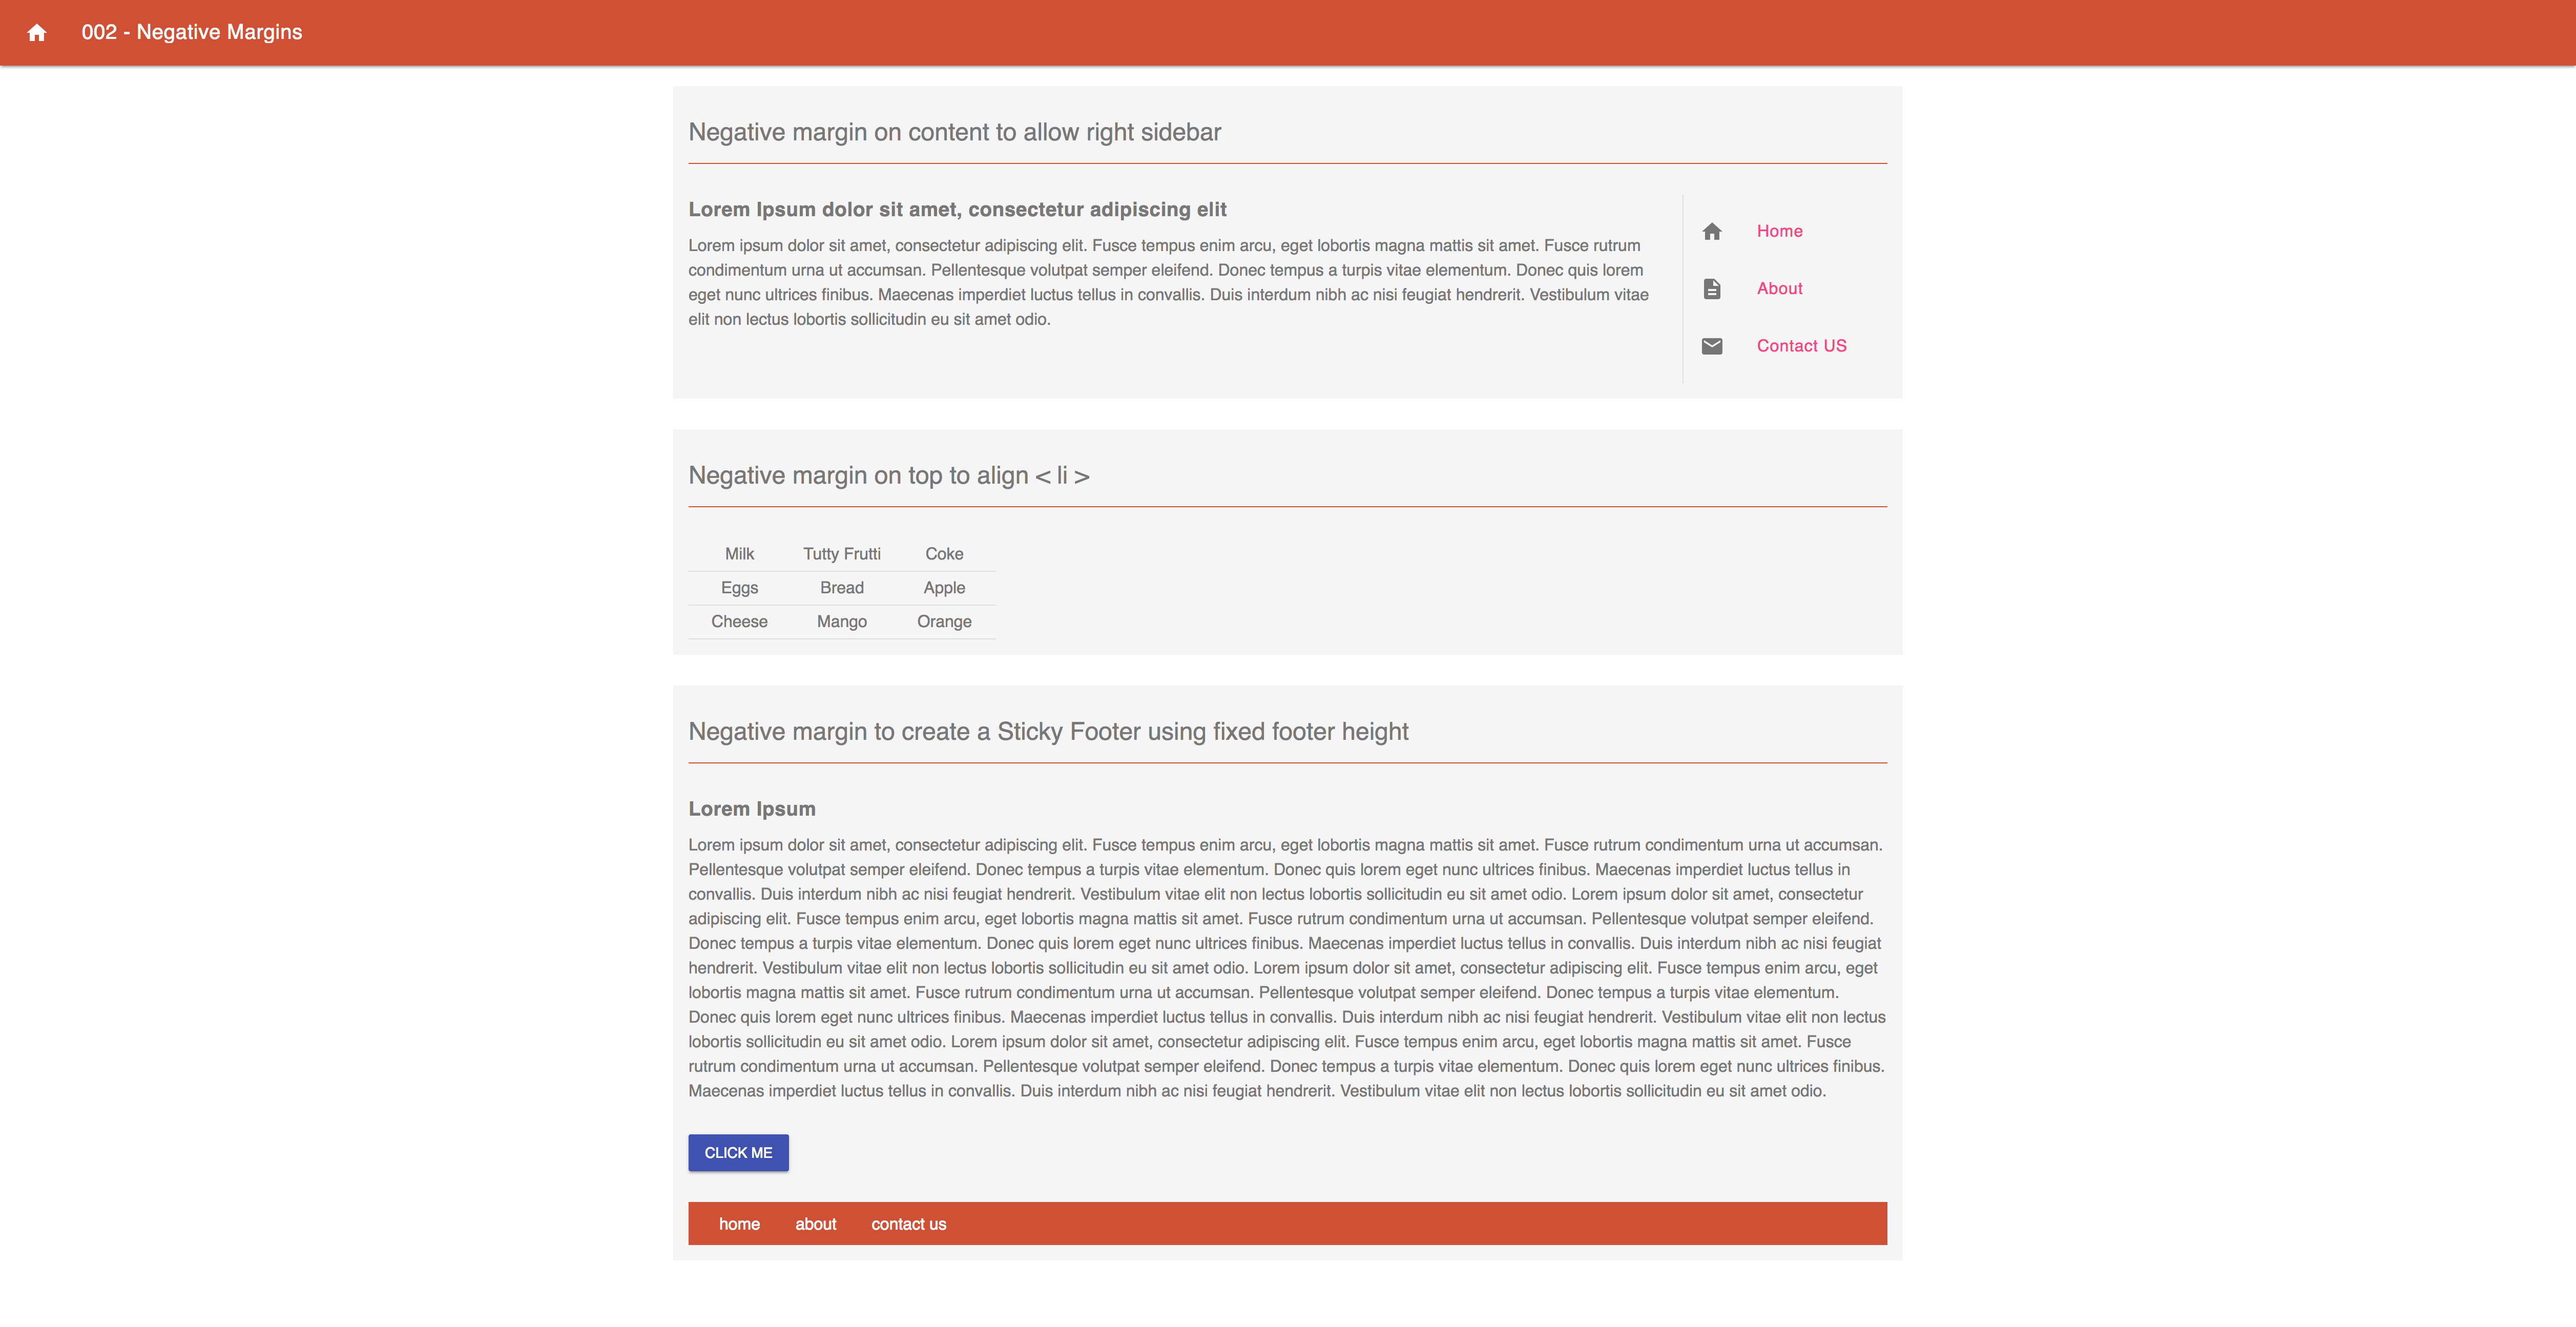 002 - Negative Margins
Negative margin on content to allow right sidebar
Lorem Ipsum dolor sit amet, consectetur adipiscing elit
Lorem ipsum dolor sit amet, consectetur adipiscing elit. Fusce tempus enim arcu, eget lobortis magna mattis sit amet. Fusce rutrum
condimentum urna ut accumsan. Pellentesque volutpat semper eleifend. Donec tempus a turpis vitae elementum. Donec quis lorem
eget nunc ultrices finibus. Maecenas imperdiet luctus tellus in convallis. Duis interdum nibh ac nisi feugiat hendrerit. Vestibulum vitae
elit non lectus lobortis sollicitudin eu sit amet odio.
Home
About
Contact US
Negative margin on top to align < li >
Milk Tutty Frutti Coke
Eggs Bread Apple
Cheese Mango Orange
Negative margin to create a Sticky Footer using fixed footer height
Lorem Ipsum
Lorem ipsum dolor sit amet, consectetur adipiscing elit. Fusce tempus enim arcu, eget lobortis magna mattis sit amet. Fusce rutrum condimentum urna ut accumsan.
Pellentesque volutpat semper eleifend. Donec tempus a turpis vitae elementum. Donec quis lorem eget nunc ultrices finibus. Maecenas imperdiet luctus tellus in
convallis. Duis interdum nibh ac nisi feugiat hendrerit. Vestibulum vitae elit non lectus lobortis sollicitudin eu sit amet odio. Lorem ipsum dolor sit amet, consectetur
adipiscing elit. Fusce tempus enim arcu, eget lobortis magna mattis sit amet. Fusce rutrum condimentum urna ut accumsan. Pellentesque volutpat semper eleifend.
Donec tempus a turpis vitae elementum. Donec quis lorem eget nunc ultrices finibus. Maecenas imperdiet luctus tellus in convallis. Duis interdum nibh ac nisi feugiat
hendrerit. Vestibulum vitae elit non lectus lobortis sollicitudin eu sit amet odio. Lorem ipsum dolor sit amet, consectetur adipiscing elit. Fusce tempus enim arcu, eget
lobortis magna mattis sit amet. Fusce rutrum condimentum urna ut accumsan. Pellentesque volutpat semper eleifend. Donec tempus a turpis vitae elementum.
Donec quis lorem eget nunc ultrices finibus. Maecenas imperdiet luctus tellus in convallis. Duis interdum nibh ac nisi feugiat hendrerit. Vestibulum vitae elit non lectus
lobortis sollicitudin eu sit amet odio. Lorem ipsum dolor sit amet, consectetur adipiscing elit. Fusce tempus enim arcu, eget lobortis magna mattis sit amet. Fusce
rutrum condimentum urna ut accumsan. Pellentesque volutpat semper eleifend. Donec tempus a turpis vitae elementum. Donec quis lorem eget nunc ultrices finibus.
Maecenas imperdiet luctus tellus in convallis. Duis interdum nibh ac nisi feugiat hendrerit. Vestibulum vitae elit non lectus lobortis sollicitudin eu sit amet odio.
CLICK ME
home about contact us